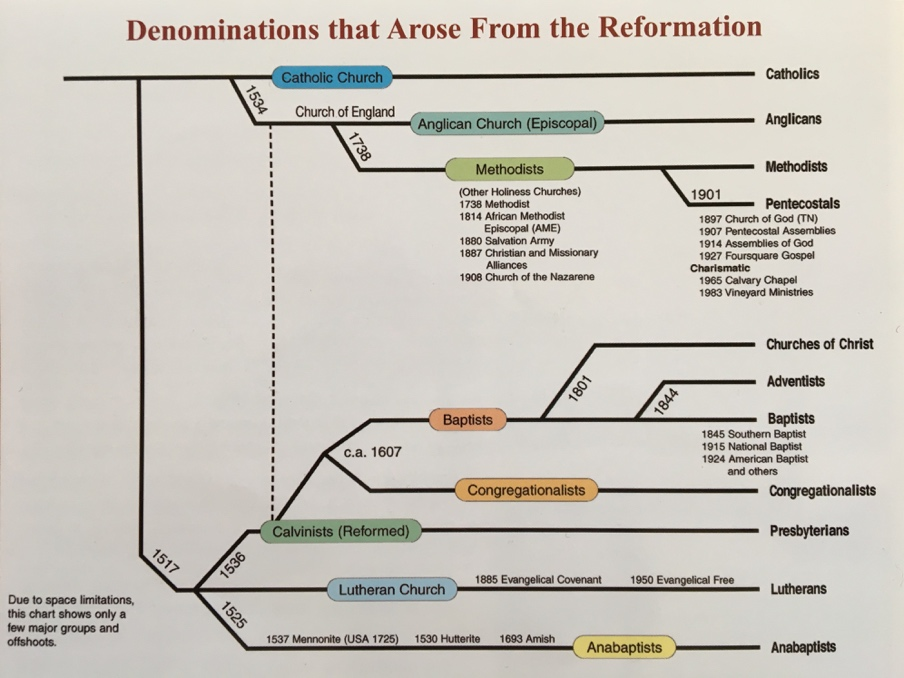 Denominations that Arose From the Reformation
Catholic Church
Catholics
1534
Church of England
Anglican Church (Episcopal)
Anglicans
1738
Methodists
Methodists
(Other Holiness Churches)
1738 Methodist
1814 African Methodist
Episcopal (AME)
1880 Salvation Army
1887 Christian and Missionary
Alliances
1908 Church of the Nazarene
1901
Pentecostals
1897 Church of God (TN)
1907 Pentecostal Assemblies
1914 Assemblies of God
1927 Foursquare Gospel
Charismatic
1965 Calvary Chapel
1983 Vineyard Ministries
Churches of Christ
1801
Adventists
1844
Baptists
Baptists
1845 Southern Baptist
1915 National Baptist
1924 American Baptist
and others
c.a. 1607
Congregationalists
Congregationalists
Calvinists (Reformed)
Presbyterians
1517
1536
Lutheran Church
1885 Evangelical Covenant
1950 Evangelical Free
Lutherans
Due to space limitations,
this chart shows only a
few major groups and
offshoots.
1525
1537 Mennonite (USA 1725)
1530 Hutterite
1693 Amish
Anabaptists
Anabaptists